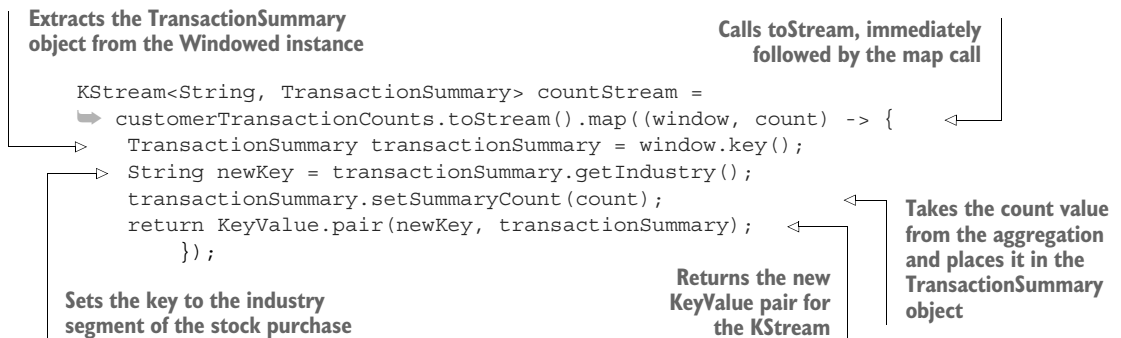 Extracts the TransactionSummary
object from the Windowed instance
Calls toStream, immediately
followed by the map call
KStream<String, TransactionSummary> countStream =
➥ customerTransactionCounts.toStream().map((window, count) -> {
TransactionSummary transactionSummary = window.key();
String newKey = transactionSummary.getIndustry();
transactionSummary.setSummaryCount(count);
return KeyValue.pair(newKey, transactionSummary);
});
Takes the count value
from the aggregation
and places it in the
TransactionSummary
object
Returns the new
KeyValue pair for
the KStream
Sets the key to the industry
segment of the stock purchase